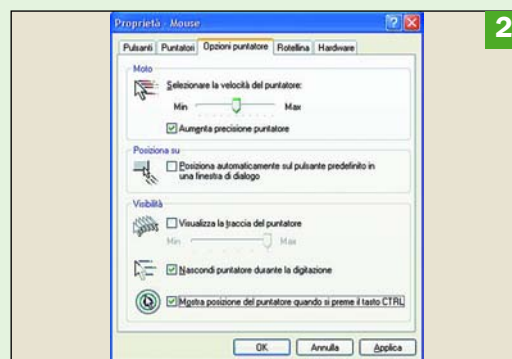 2
Proprietà - Mouse
Pulsanti Puntatori Opzioni puntatore Rotellina Hardware
Moto
Selezionare la velocità del puntatore:
Min Max
Aumenta precisione puntatore
Posiziona su
Posiziona automaticamente sul pulsante predefinito in
una finestra di dialogo
Visibilità
Visualizza la traccia del puntatore
Min Max
Nascondi puntatore durante la digitazione
Mostra posizione del puntatore quando si preme il tasto CTRL
OK Annulla Applica